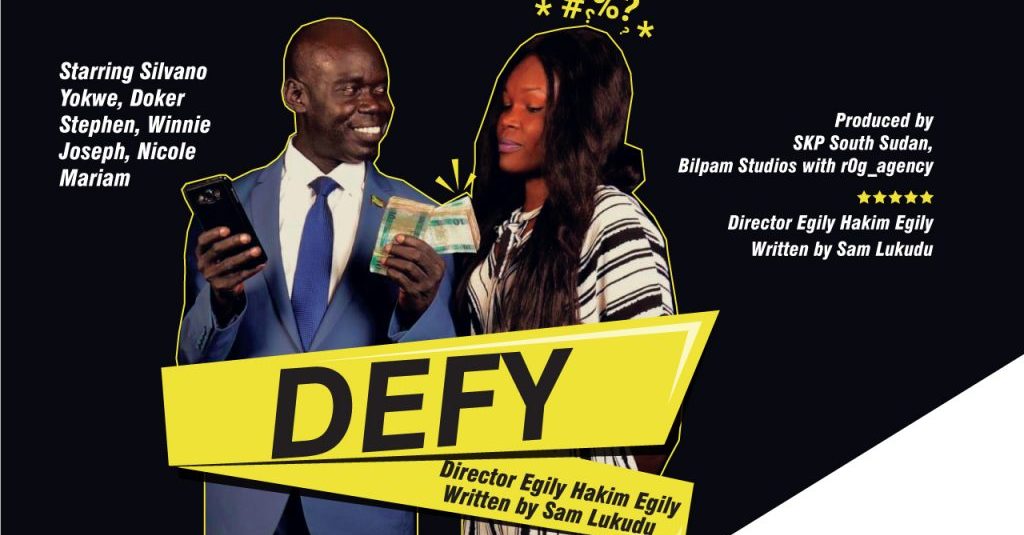 * #?%?
? *
Starring Silvano
Yokwe, Doker
Stephen, Winnie
Joseph, Nicole
Mariam
Produced by
SKP South Sudan,
Bilpam Studios with r0g_agency
Director Egily Hakim Egily
Written by Sam Lukudu
10
DEFY
Director Egily Hakim Egily
Written by Sam Lukudu